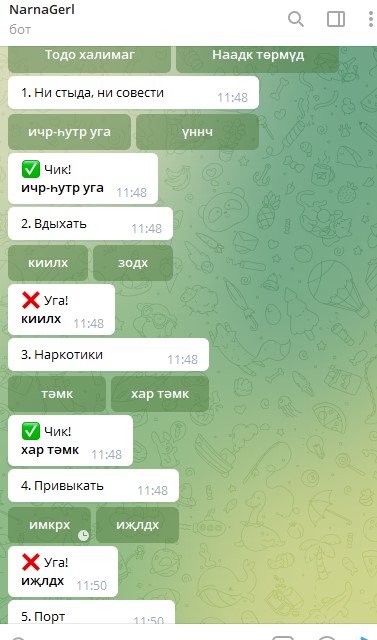 NarnaGerl
бот
Тодо халимаг
Наадк төрмүд
1. Ни стыда, ни совести
11:48
ичр-һутр уга
үннч
✅ Чик!
ичр-һутр уга
11:48
2. Вдыхать
11:48
киилх
зодх
❌ Уга!
киилх
11:48
3. Наркотики
11:48
тәмк
хар тәмк
✅ Чик!
хар тәмк
11:48
4. Привыкать
11:48
имкрх
иҗлдх
❌ Уга!
иҗлдх
11:50
5. Порт
11:50